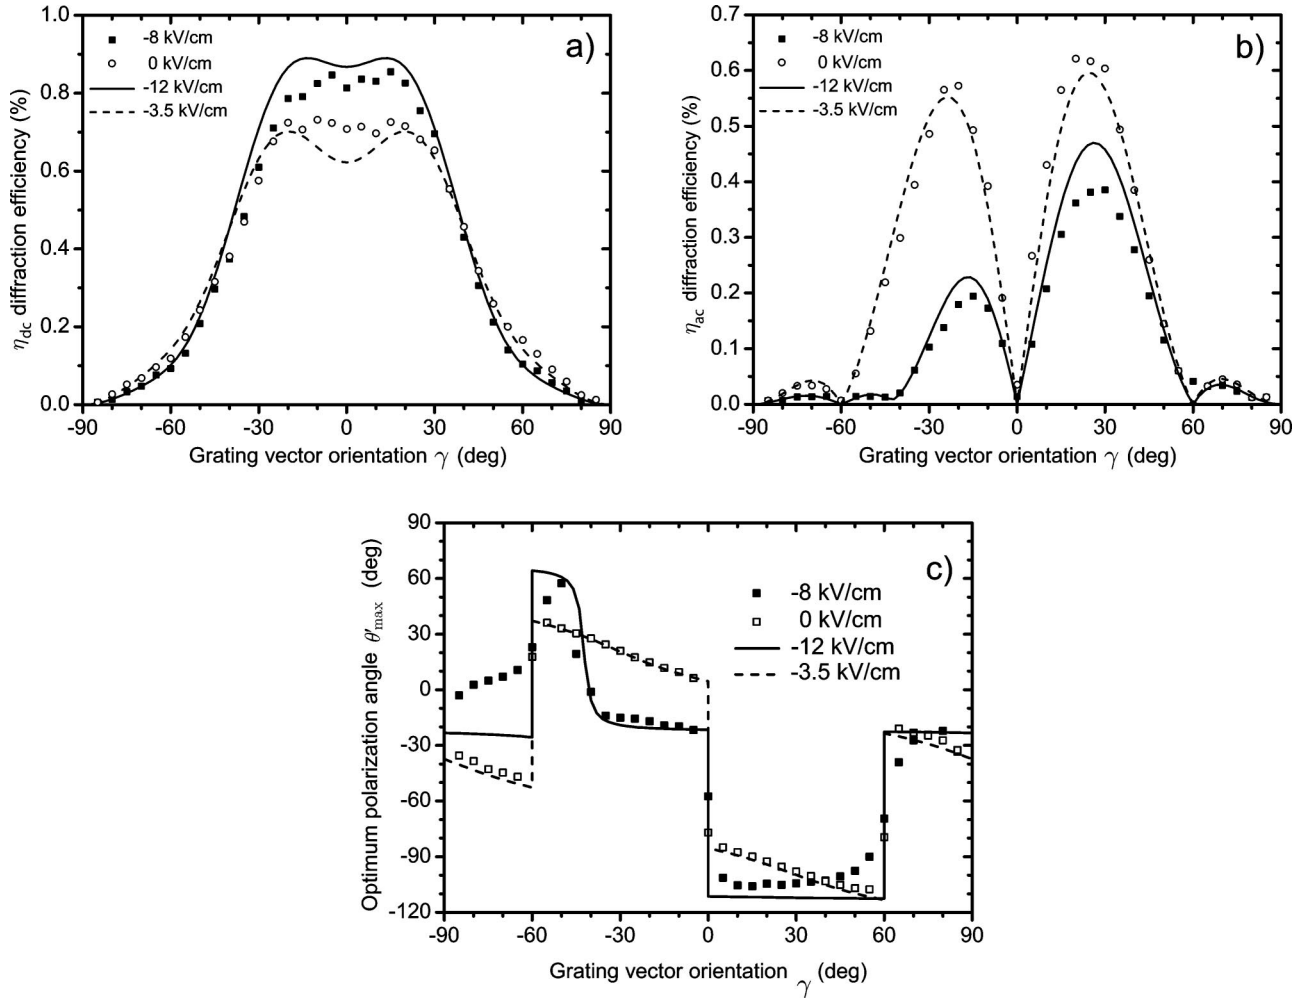 a)
-8 kV/cm
0 kV/cm
-12 kV/cm
-3.5 kV/cm
1.0
0.8
0.6
0.4
0.2
0.0
η_dc diffraction efficiency (%)
-90 -60 -30 0 30 60 90
Grating vector orientation γ (deg)
b)
-8 kV/cm
0 kV/cm
-12 kV/cm
-3.5 kV/cm
0.7
0.6
0.5
0.4
0.3
0.2
0.1
0.0
η_ac diffraction efficiency (%)
-90 -60 -30 0 30 60 90
Grating vector orientation γ (deg)
c)
-8 kV/cm
0 kV/cm
-12 kV/cm
-3.5 kV/cm
90
60
30
0
-30
-60
-90
-120
Optimum polarization angle θ'_max (deg)
-90 -60 -30 0 30 60 90
Grating vector orientation γ (deg)